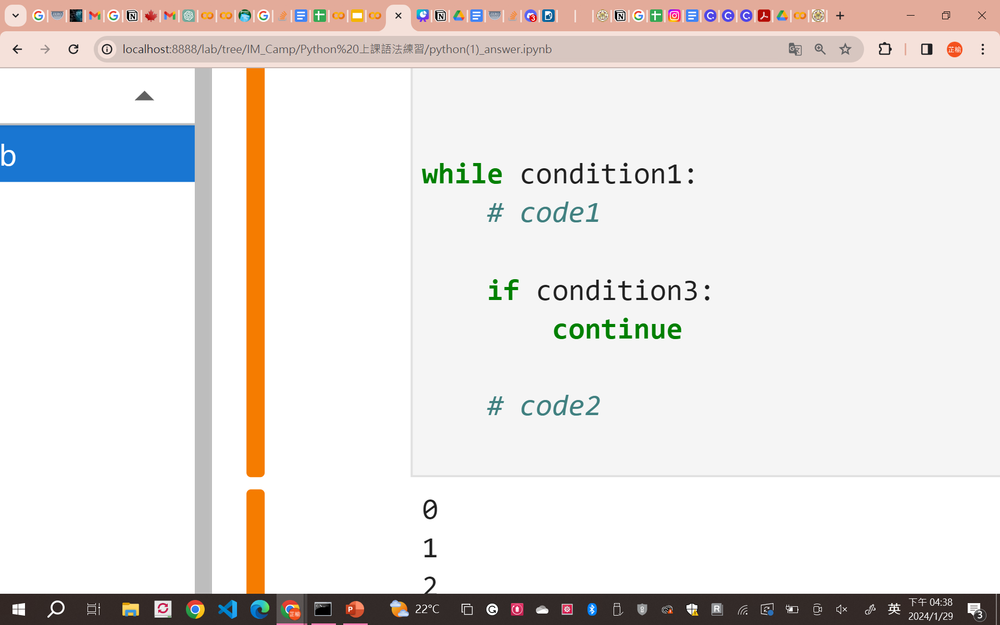 localhost:8888/lab/tree/IM_Camp/Python%20上課語法練習/python(1)_answer.ipynb
芷榆
b
while condition1:
    # code1
    if condition3:
        continue
    # code2
0
1
2
22°C
英
下午 04:38
2024/1/29
3